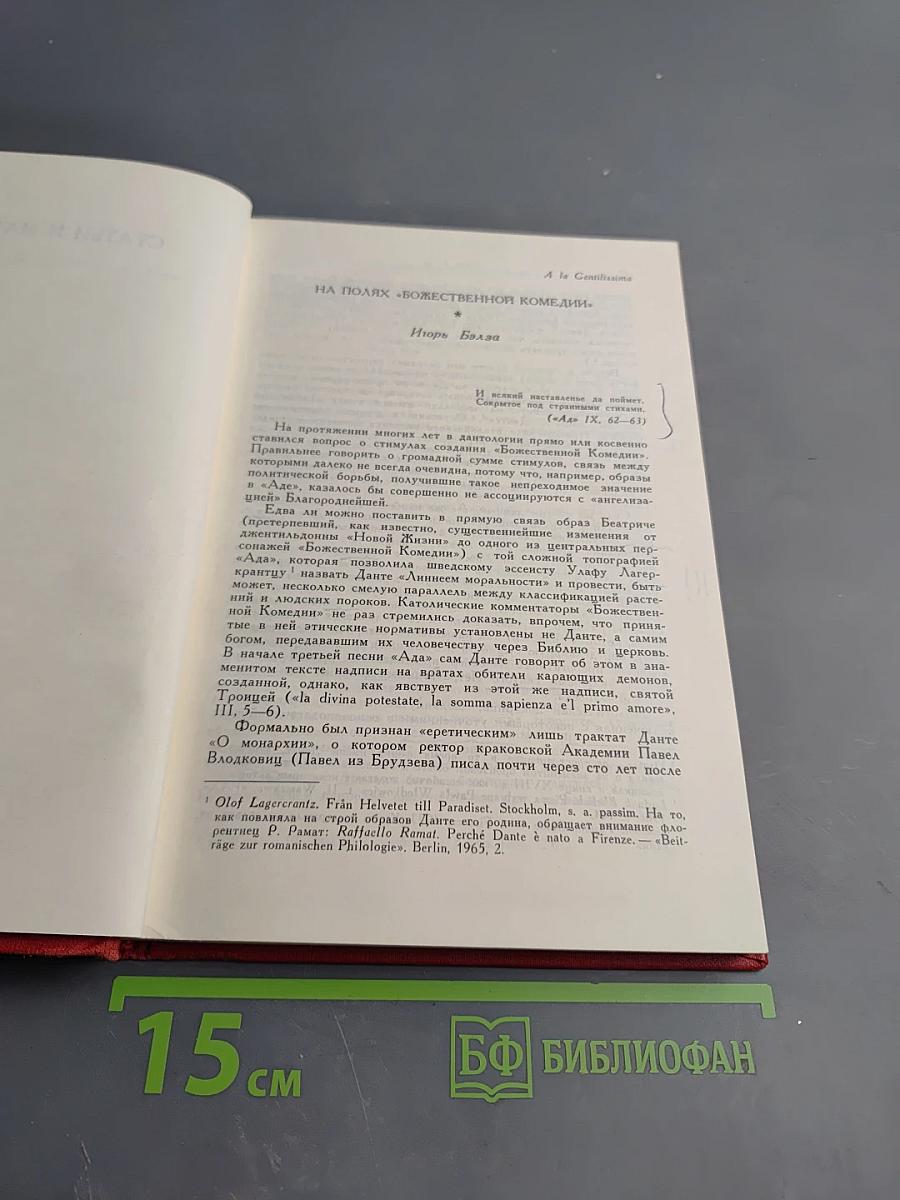 A la Gentilissima
НА ПОЛЯХ «БОЖЕСТВЕННОЙ КОМЕДИИ»
*
Игорь Бэлза
И всякий наставленье да поймет,
Сокрытое под странными стихами.
(«Ад» IX, 62—63)
На протяжении многих лет в дантологии прямо или косвенно
ставился вопрос о стимулах создания «Божественной Комедии».
Правильнее говорить о громадной сумме стимулов, связь между
которыми далеко не всегда очевидна, потому что, например, образы
политической борьбы, получившие такое непреходимое значение
в «Аде», казалось бы совершенно не ассоциируются с «ангелиза-
цией» Благороднейшей.
Едва ли можно поставить в прямую связь образ Беатриче
(претерпевший, как известно, существеннейшие изменения от
джентильдонны «Новой Жизни» до одного из центральных пер-
сонажей «Божественной Комедии») с той сложной топографией
«Ада», которая позволила шведскому эссеисту Улафу Лагер-
крантцу ¹ назвать Данте «Линнеем моральности» и провести, быть
может, несколько смелую параллель между классификацией расте-
ний и людских пороков. Католические комментаторы «Божествен-
ной Комедии» не раз стремились доказать, впрочем, что приня-
тые в ней этические нормативы установлены не Данте, а самим
богом, передававшим их человечеству через Библию и церковь.
В начале третьей песни «Ада» сам Данте говорит об этом в зна-
менитом тексте надписи на вратах обители карающих демонов,
созданной, однако, как явствует из этой же надписи, святой
Троицей («la divina potestate, la somma sapienza e'l primo amore»,
III, 5—6).
Формально был признан «еретическим» лишь трактат Данте
«О монархии», о котором ректор краковской Академии Павел
Влодковиц (Павел из Брудзева) писал почти через сто лет после
¹ Olof Lagercrantz. Från Helvetet till Paradiset. Stockholm, s. a. passim. На то,
как повлияла на строй образов Данте его родина, обращает внимание фло-
рентиец Р. Рамат: Raffaello Ramat. Perché Dante è nato a Firenze. — «Beit-
räge zur romanischen Philologie». Berlin, 1965, 2.
15 см
БФ БИБЛИОФАН